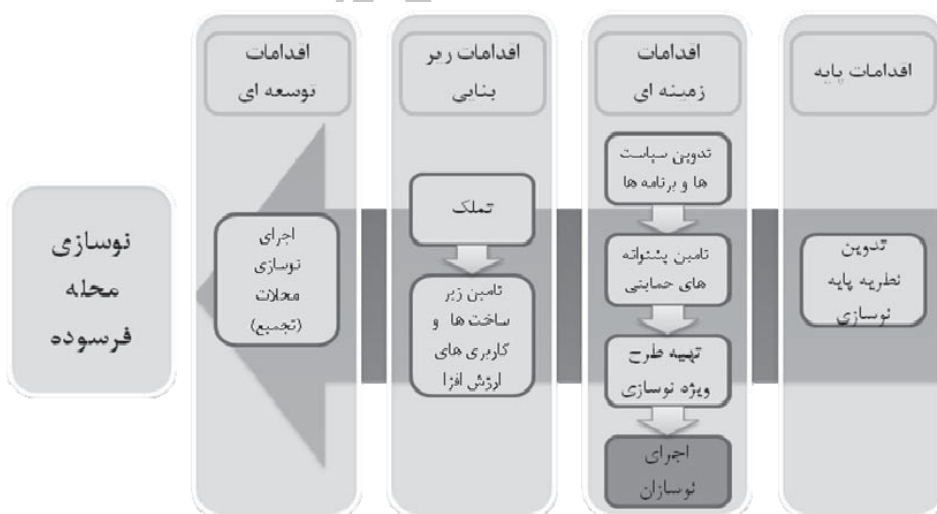 اقدامات پایه
تدوین
نظریه پایه
نوسازی
اقدامات
زمینه ای
تدوین سیاست
ها و برنامه ها
تامین پشتوانه
های حمایتی
تهیه طرح
ویژه نوسازی
اجرای
نوسازان
اقدامات زیر
بنایی
تملک
تامین زیر
ساخت ها و
کاربری های
ارزش افزا
اقدامات
توسعه ای
اجرای
نوسازی
محلات
(تجمیع)
نوسازی
محله
فرسوده